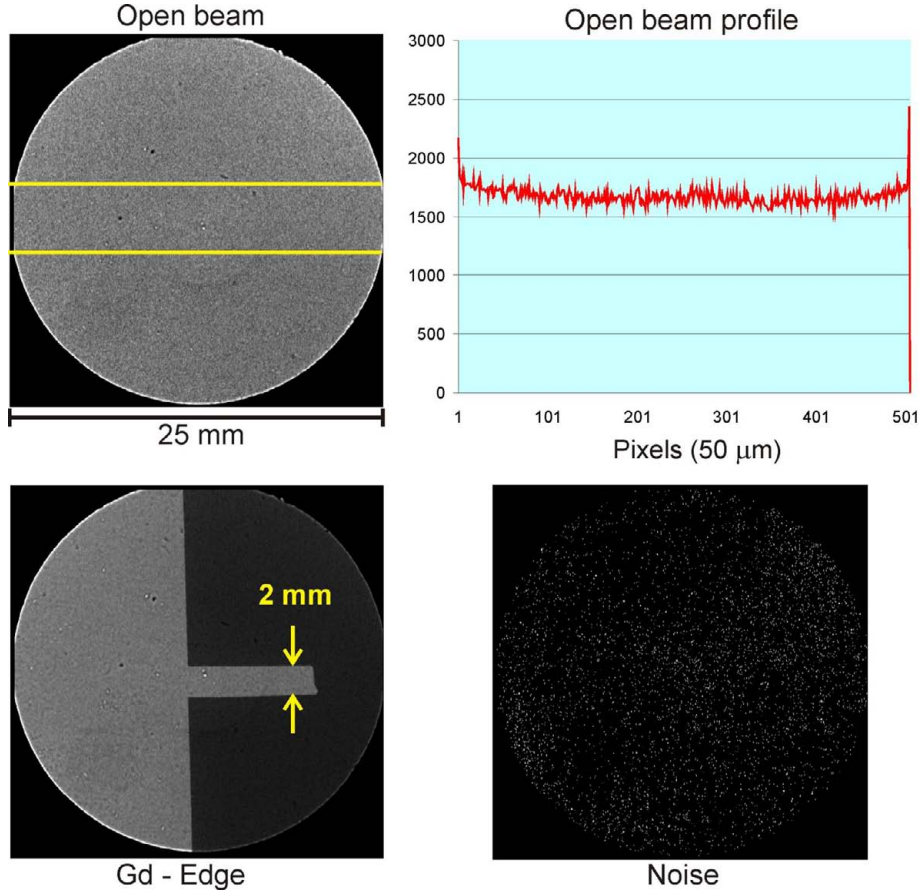 Open beam
Open beam profile
3000
2500
2000
1500
1000
500
0
1 101 201 301 401 501
Pixels (50 μm)
25 mm
2 mm
Gd - Edge
Noise